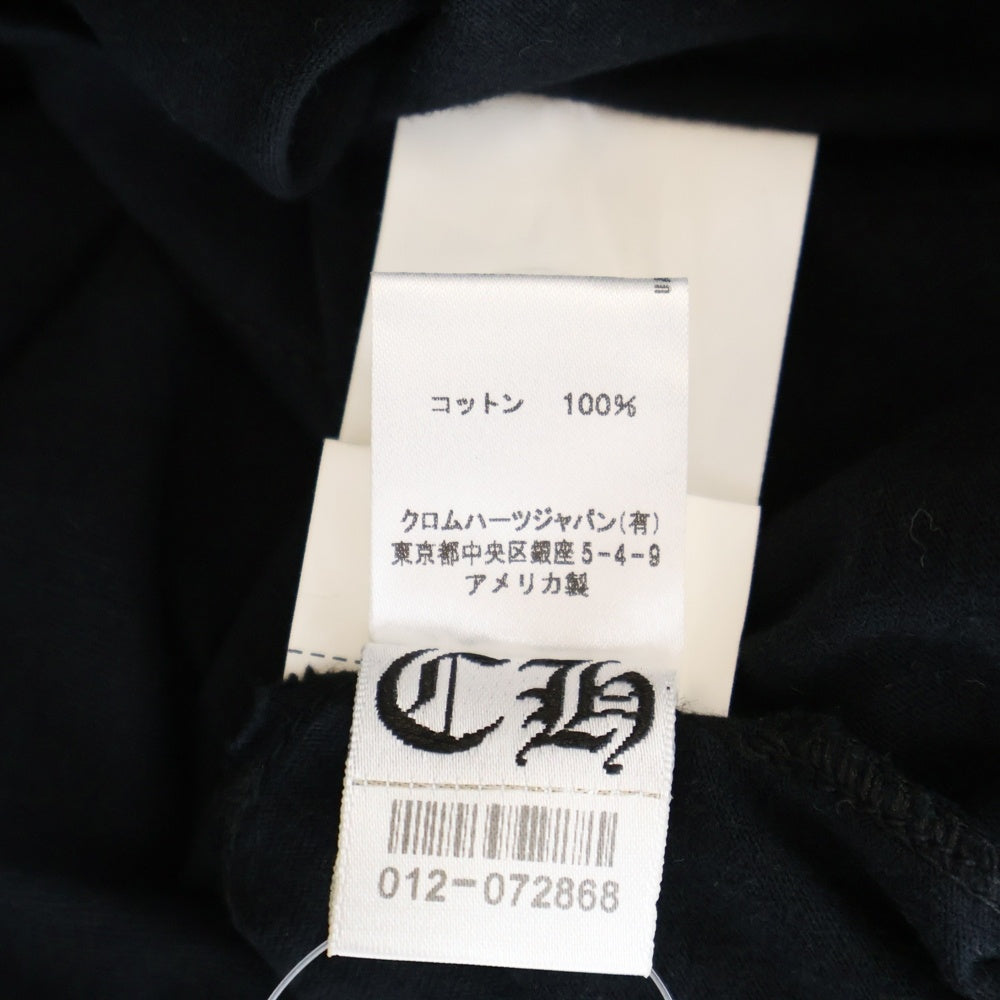 コットン 100%
クロムハーツジャパン(有)
東京都中央区銀座5-4-9
アメリカ製
CH
012-072868